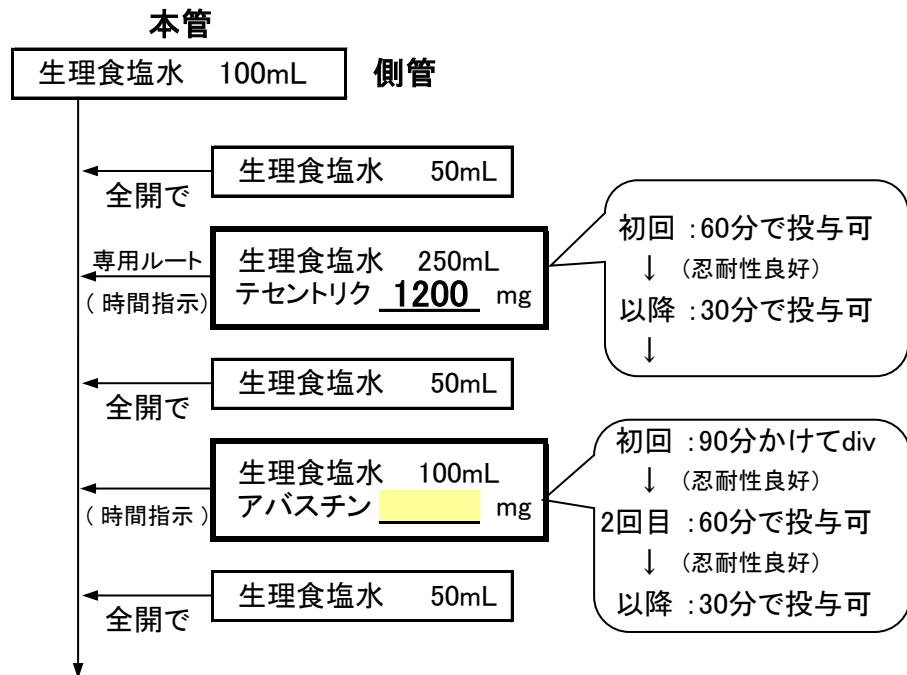 本管
生理食塩水 100mL
側管
生理食塩水 50mL
全開で
専用ルート
(時間指示)
生理食塩水 250mL
テセントリク 1200 mg
初回 :60分で投与可
↓ (忍耐性良好)
以降 :30分で投与可
↓
生理食塩水 50mL
全開で
生理食塩水 100mL
アバスチン mg
(時間指示)
初回 :90分かけてdiv
↓ (忍耐性良好)
2回目 :60分で投与可
↓ (忍耐性良好)
以降 :30分で投与可
生理食塩水 50mL
全開で